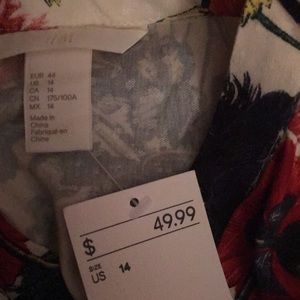 H&M
EUR 44
US 14
CA 14
CN 175/100A
MX 14
Made in
China
Fabriqué en
Chine
$ 49.99
SIZE
US 14